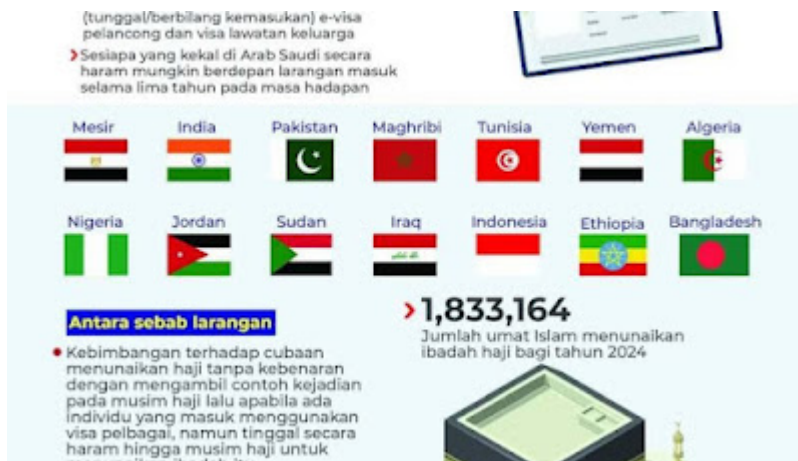 (tunggal/berbilang kemasukan) e-visa
pelancong dan visa lawatan keluarga
Sesiapa yang kekal di Arab Saudi secara
haram mungkin berdepan larangan masuk
selama lima tahun pada masa hadapan
Mesir India Pakistan Maghribi Tunisia Yemen Algeria
Nigeria Jordan Sudan Iraq Indonesia Ethiopia Bangladesh
Antara sebab larangan
Kebimbangan terhadap cubaan
menunaikan haji tanpa kebenaran
dengan mengambil contoh kejadian
pada musim haji lalu apabila ada
individu yang masuk menggunakan
visa pelbagai, namun tinggal secara
haram hingga musim haji untuk
1,833,164
Jumlah umat Islam menunaikan
ibadah haji bagi tahun 2024